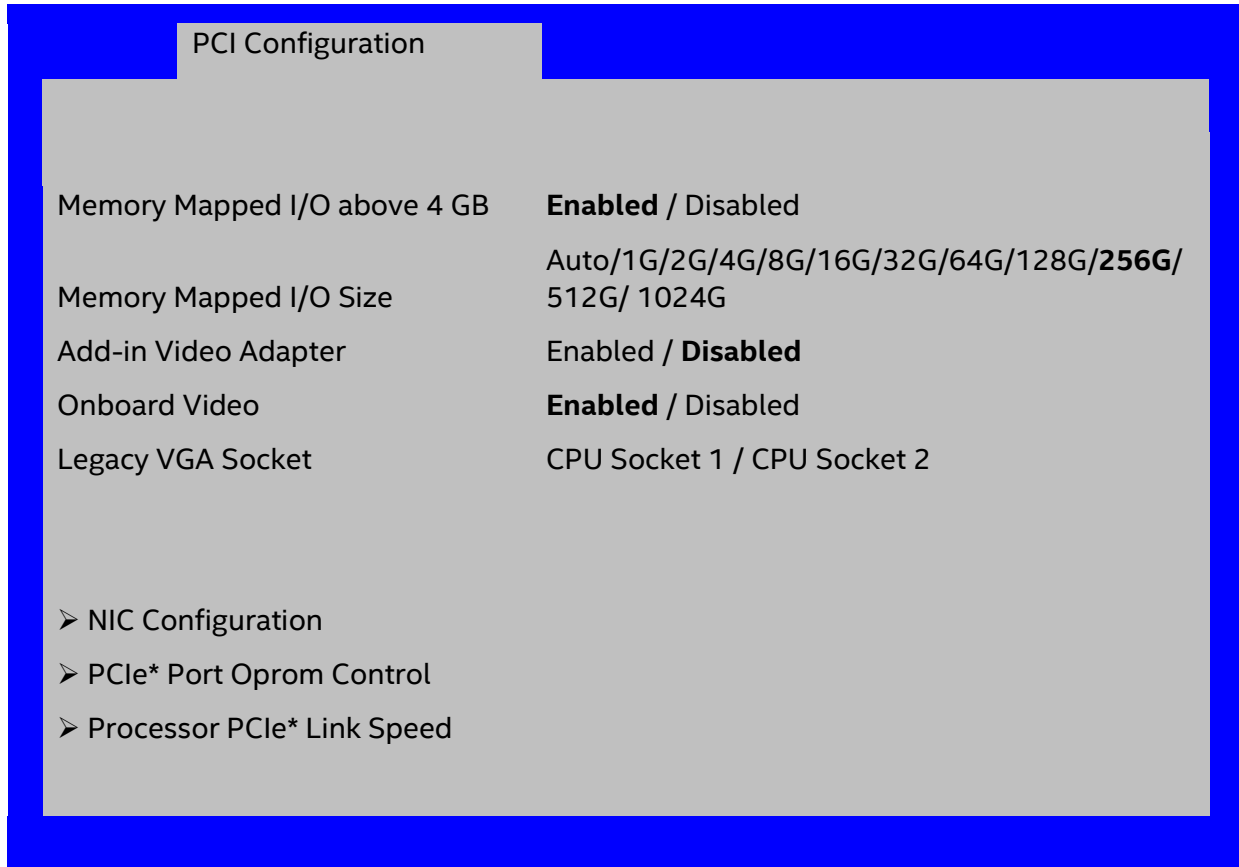 PCI Configuration
Memory Mapped I/O above 4 GB Enabled / Disabled
Auto/1G/2G/4G/8G/16G/32G/64G/128G/256G/
Memory Mapped I/O Size 512G/ 1024G
Add-in Video Adapter Enabled / Disabled
Onboard Video Enabled / Disabled
Legacy VGA Socket CPU Socket 1 / CPU Socket 2
➢ NIC Configuration
➢ PCIe* Port Oprom Control
➢ Processor PCIe* Link Speed